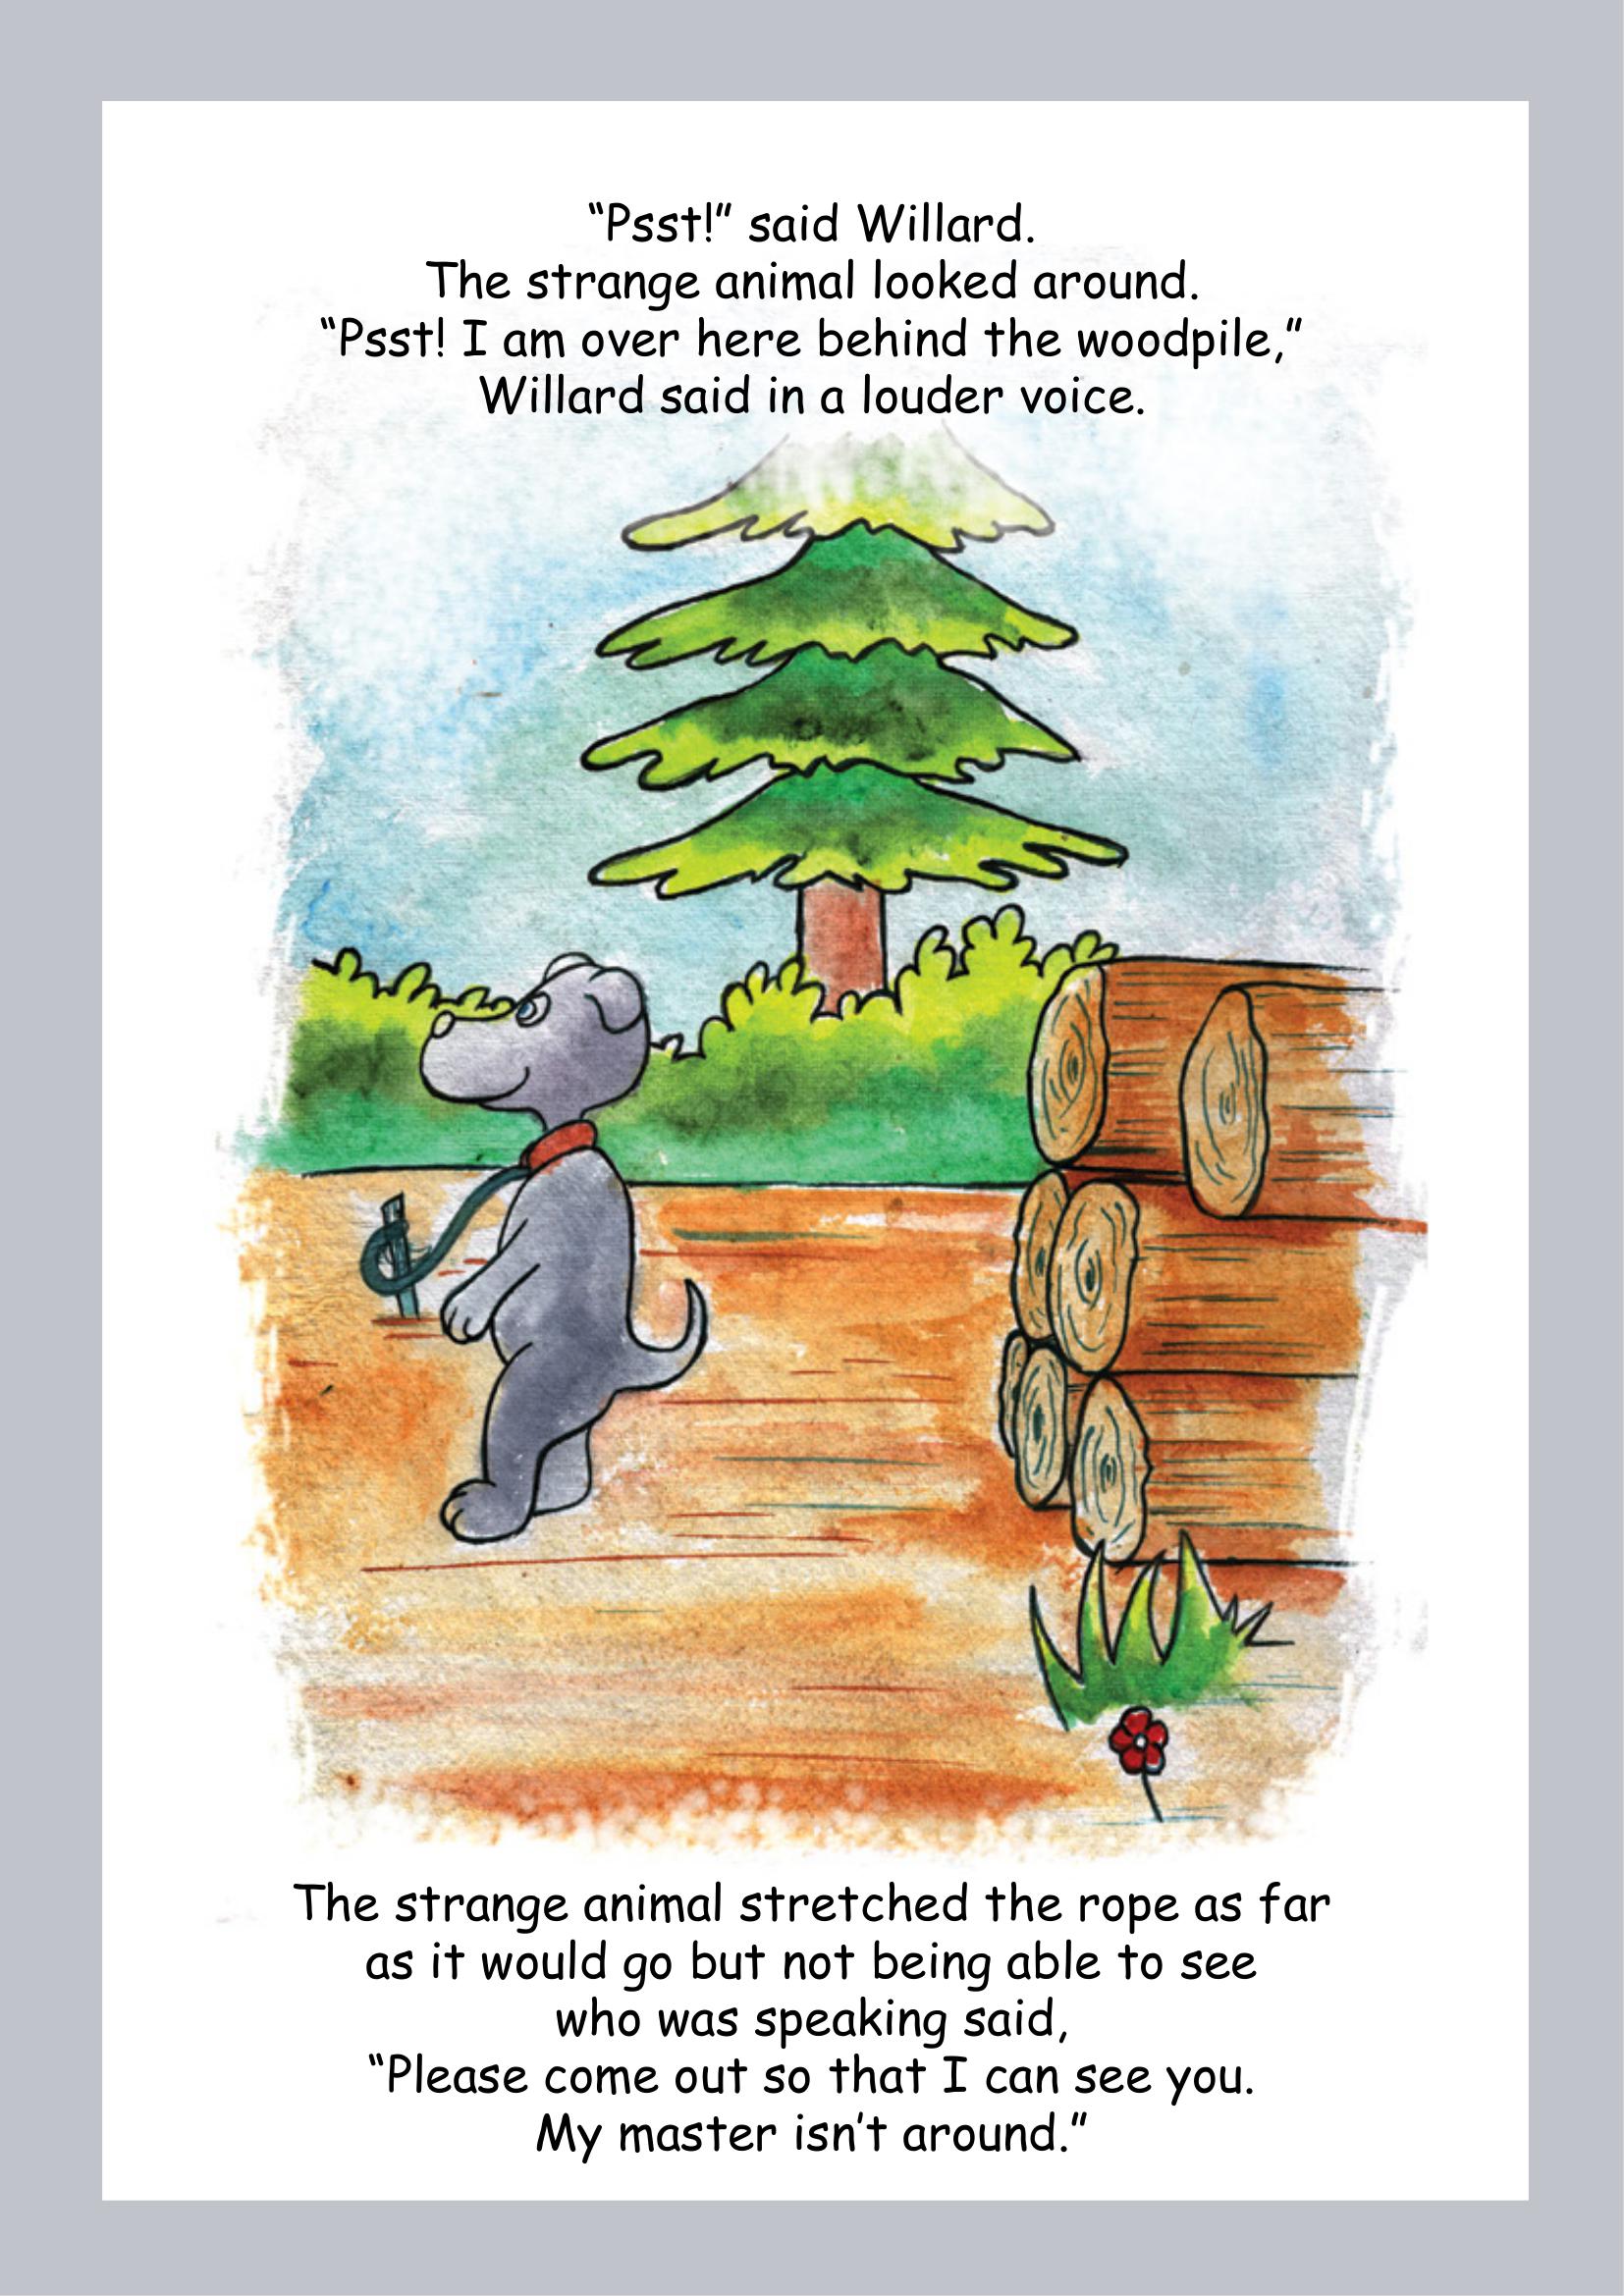 “Psst!” said Willard.
The strange animal looked around.
“Psst! I am over here behind the woodpile,”
Willard said in a louder voice.
The strange animal stretched the rope as far
as it would go but not being able to see
who was speaking said,
“Please come out so that I can see you.
My master isn’t around.”